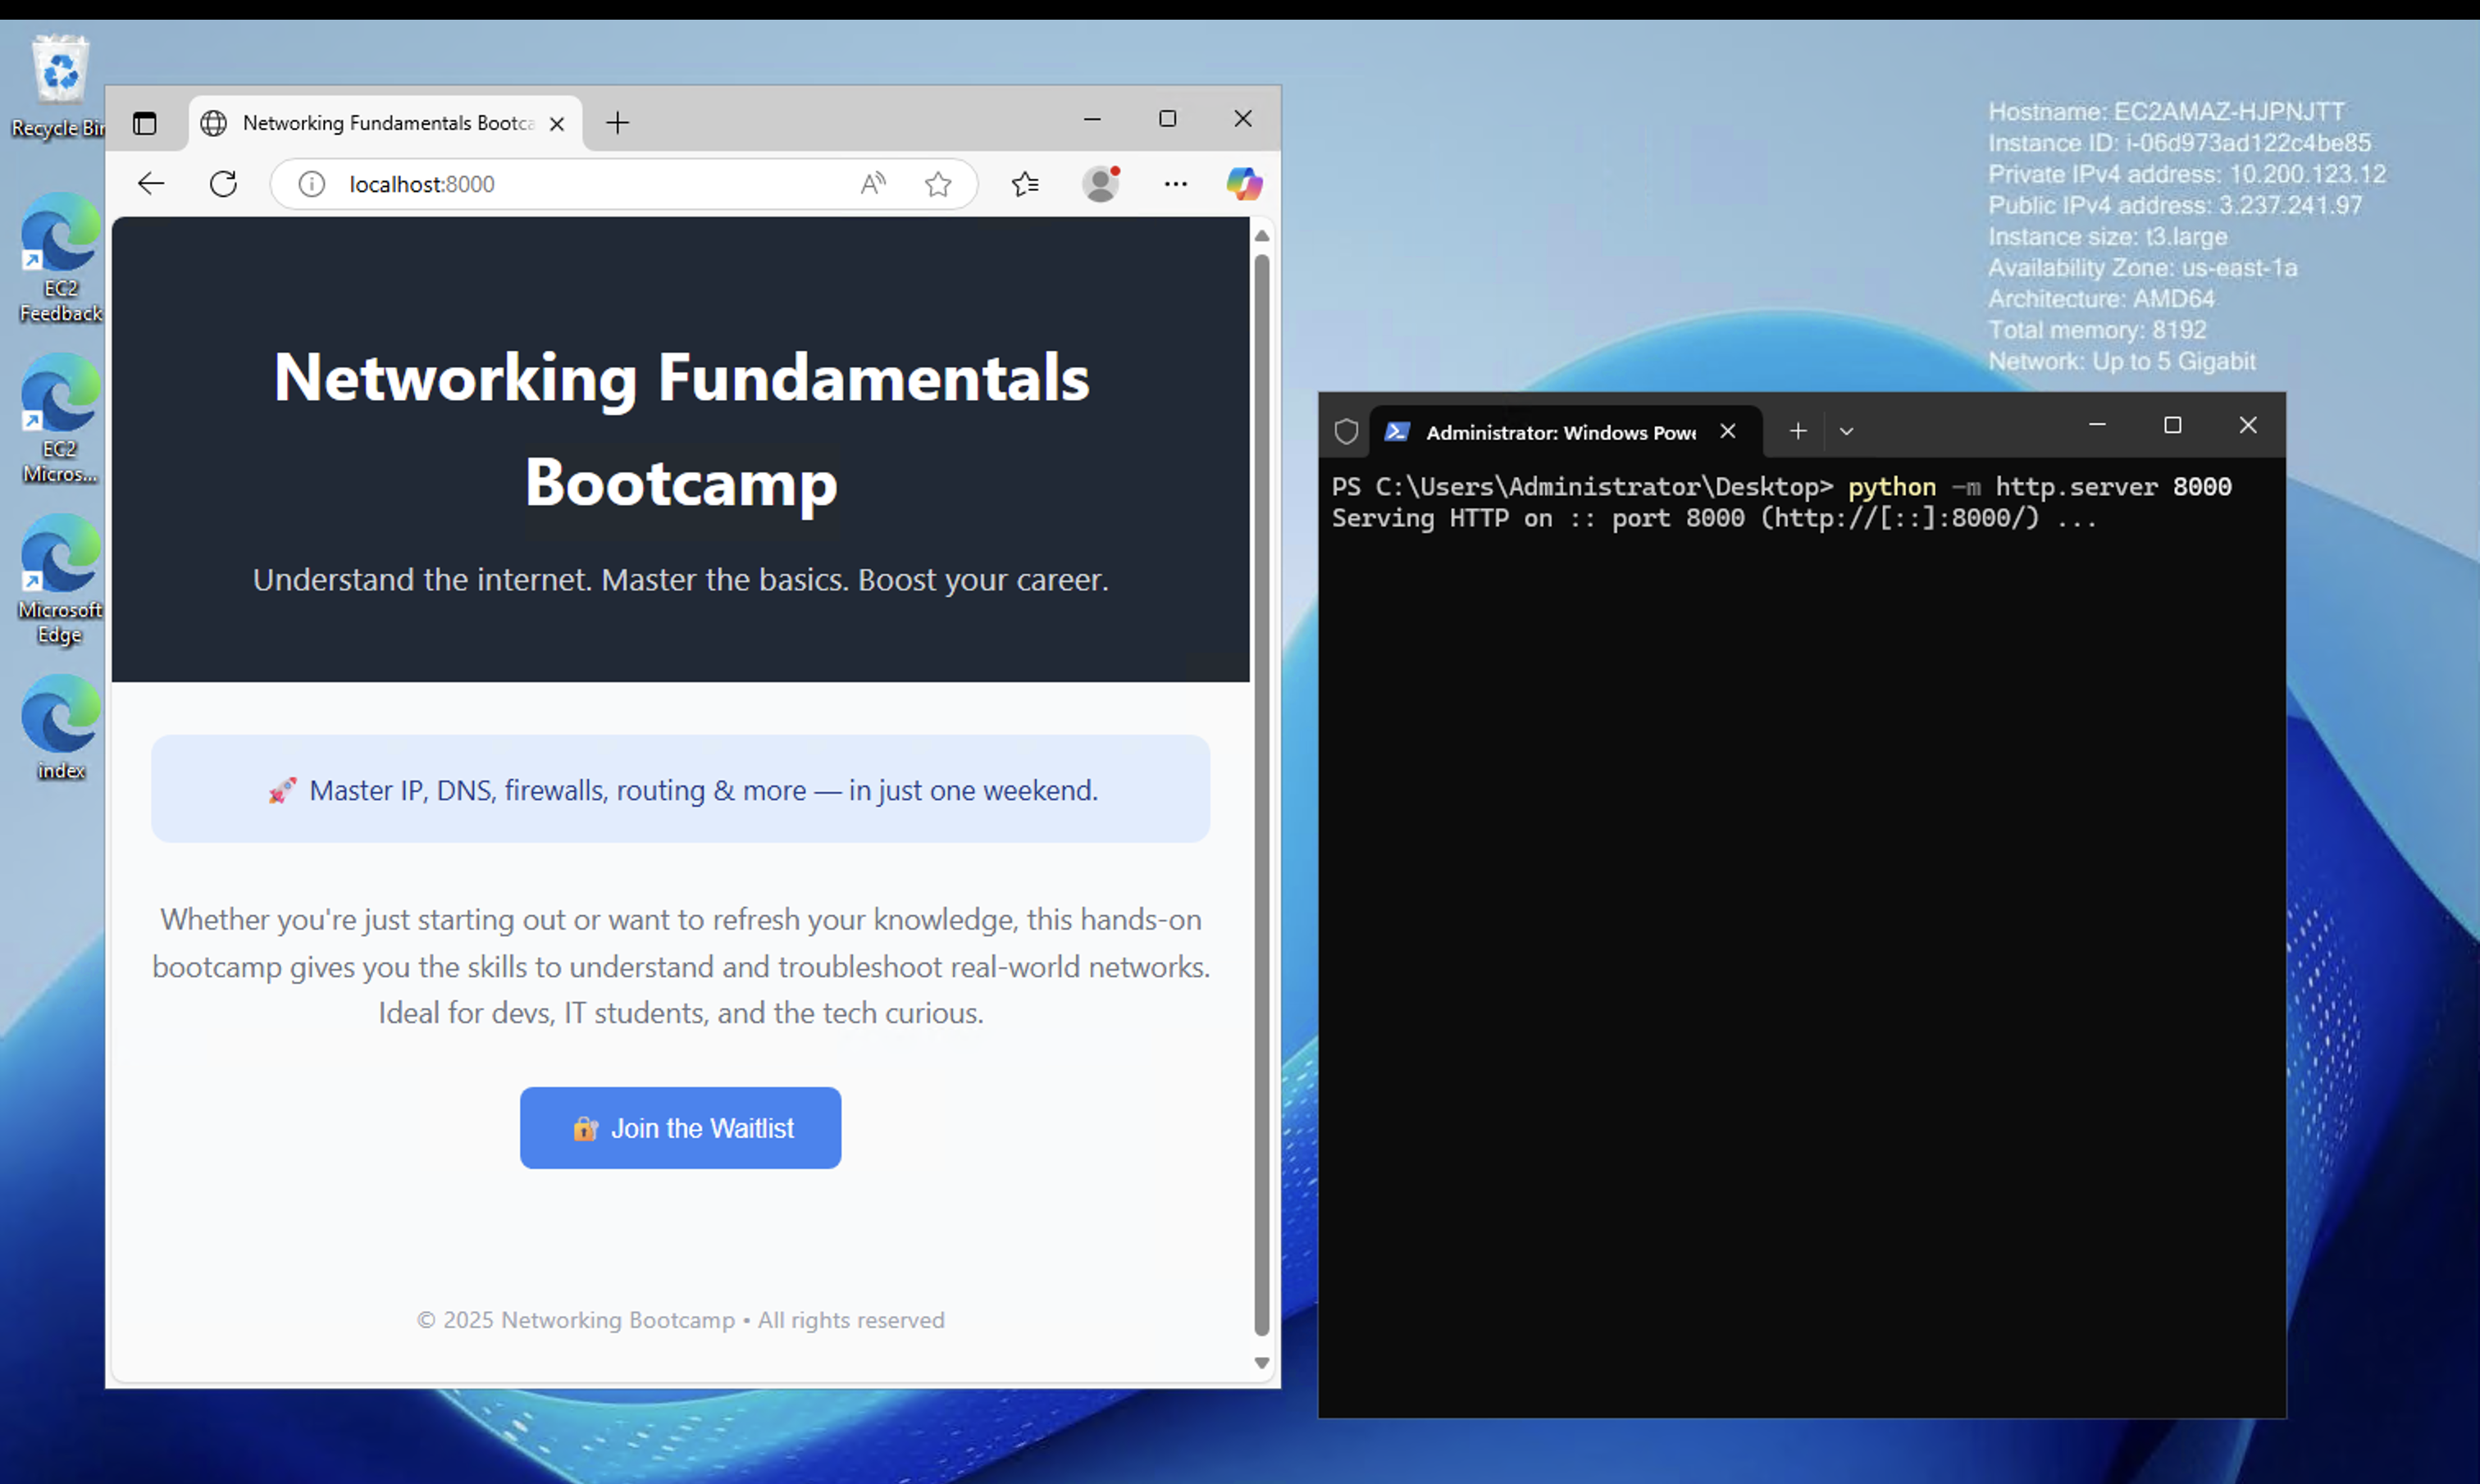 Recycle Bin
EC2
Feedback
EC2
Micros...
Microsoft
Edge
index
Networking Fundamentals Bootca
localhost:8000
Networking Fundamentals
Bootcamp
Understand the internet. Master the basics. Boost your career.
🚀 Master IP, DNS, firewalls, routing & more — in just one weekend.
Whether you're just starting out or want to refresh your knowledge, this hands-on
bootcamp gives you the skills to understand and troubleshoot real-world networks.
Ideal for devs, IT students, and the tech curious.
🔐 Join the Waitlist
© 2025 Networking Bootcamp • All rights reserved
Hostname: EC2AMAZ-HJPNJTT
Instance ID: i-06d973ad122c4be85
Private IPv4 address: 10.200.123.12
Public IPv4 address: 3.237.241.97
Instance size: t3.large
Availability Zone: us-east-1a
Architecture: AMD64
Total memory: 8192
Network: Up to 5 Gigabit
Administrator: Windows Powe
PS C:\Users\Administrator\Desktop> python -m http.server 8000
Serving HTTP on :: port 8000 (http://[::]:8000/) ...